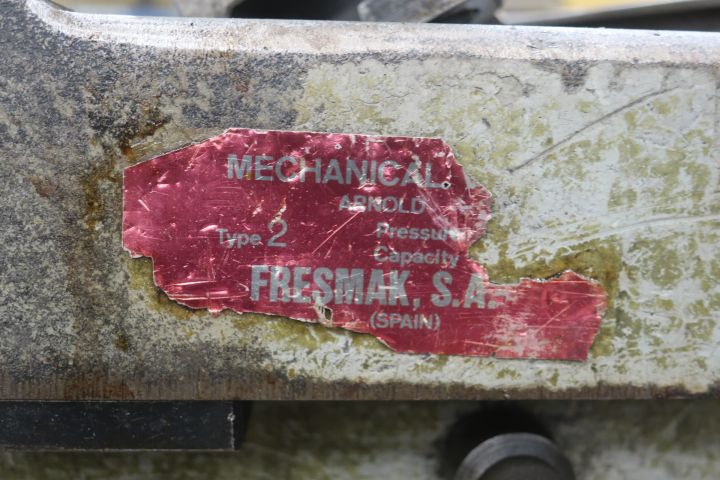 MECHANICAL
ARNOLD
Type 2 Pressure
Capacity
FRESMAK, S.A.
(SPAIN)